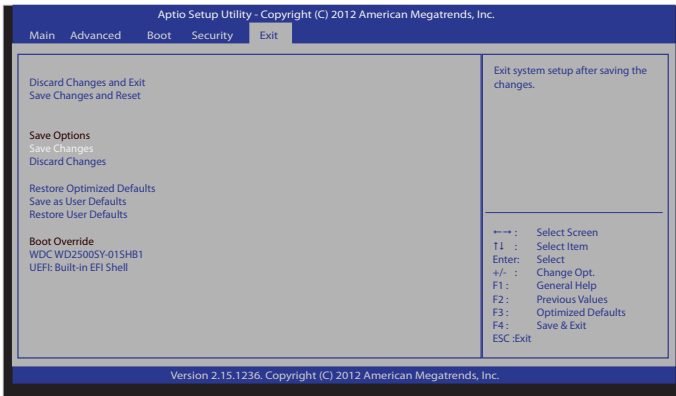 Aptio Setup Utility - Copyright (C) 2012 American Megatrends, Inc.
Main Advanced Boot Security Exit
Discard Changes and Exit
Save Changes and Reset
Save Options
Save Changes
Discard Changes
Restore Optimized Defaults
Save as User Defaults
Restore User Defaults
Boot Override
WDC WD2500SY-01SHB1
UEFI: Built-in EFI Shell
Exit system setup after saving the
changes.
←→ : Select Screen
↑↓ : Select Item
Enter: Select
+/- : Change Opt.
F1 : General Help
F2 : Previous Values
F3 : Optimized Defaults
F4 : Save & Exit
ESC :Exit
Version 2.15.1236. Copyright (C) 2012 American Megatrends, Inc.